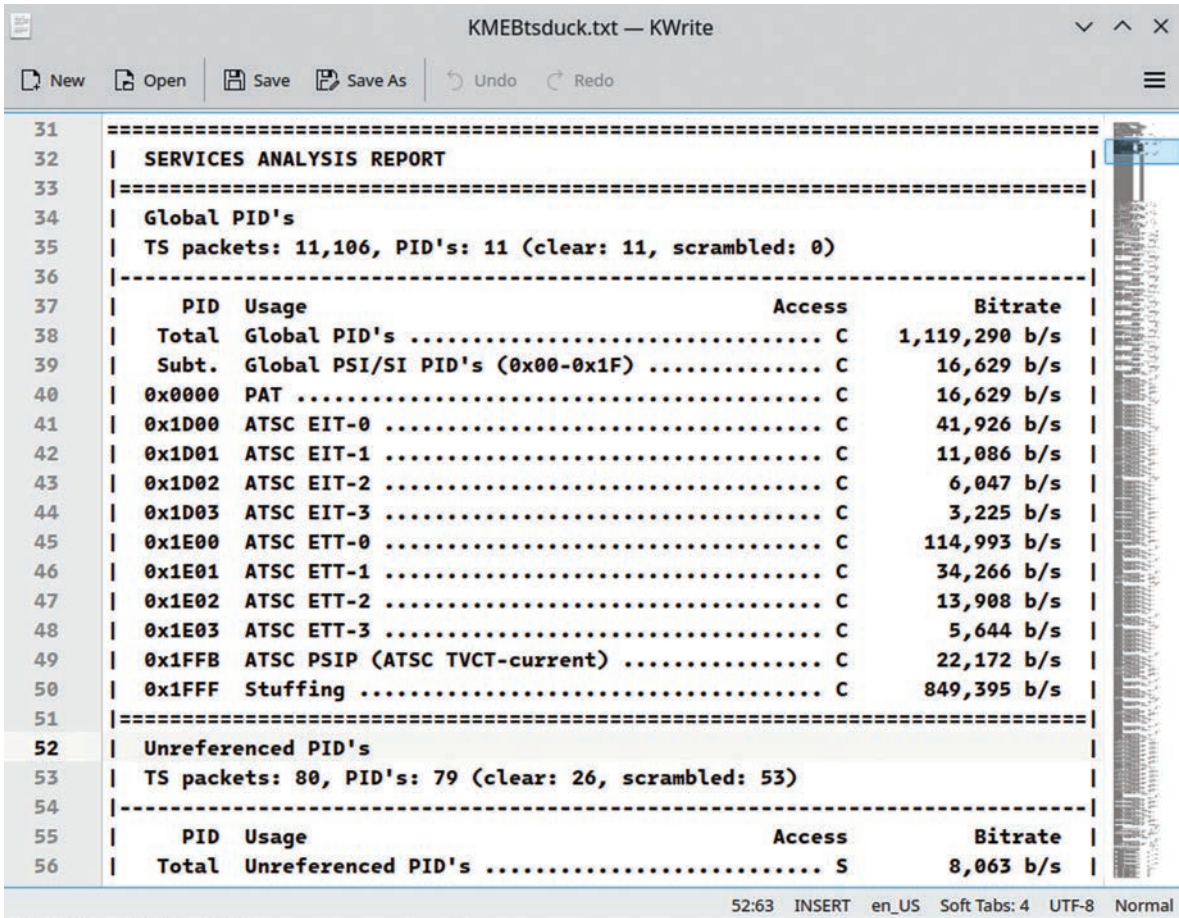 KMEBtsduck.txt — KWrite
New Open Save Save As Undo Redo
31 ===============================================================================
32 | SERVICES ANALYSIS REPORT |
33 |=============================================================================|
34 | Global PID's |
35 | TS packets: 11,106, PID's: 11 (clear: 11, scrambled: 0) |
36 |-----------------------------------------------------------------------------|
37 | PID Usage Access Bitrate |
38 | Total Global PID's ................................. C 1,119,290 b/s |
39 | Subt. Global PSI/SI PID's (0x00-0x1F) .............. C 16,629 b/s |
40 | 0x0000 PAT .......................................... C 16,629 b/s |
41 | 0x1D00 ATSC EIT-0 ................................... C 41,926 b/s |
42 | 0x1D01 ATSC EIT-1 ................................... C 11,086 b/s |
43 | 0x1D02 ATSC EIT-2 ................................... C 6,047 b/s |
44 | 0x1D03 ATSC EIT-3 ................................... C 3,225 b/s |
45 | 0x1E00 ATSC ETT-0 ................................... C 114,993 b/s |
46 | 0x1E01 ATSC ETT-1 ................................... C 34,266 b/s |
47 | 0x1E02 ATSC ETT-2 ................................... C 13,908 b/s |
48 | 0x1E03 ATSC ETT-3 ................................... C 5,644 b/s |
49 | 0x1FFB ATSC PSIP (ATSC TVCT-current) ................ C 22,172 b/s |
50 | 0x1FFF Stuffing ..................................... C 849,395 b/s |
51 |=============================================================================|
52 | Unreferenced PID's |
53 | TS packets: 80, PID's: 79 (clear: 26, scrambled: 53) |
54 |-----------------------------------------------------------------------------|
55 | PID Usage Access Bitrate |
56 | Total Unreferenced PID's ........................... S 8,063 b/s |
52:63 INSERT en_US Soft Tabs: 4 UTF-8 Normal